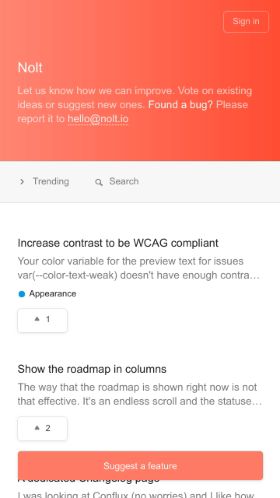 Sign in
Nolt
Let us know how we can improve. Vote on existing
ideas or suggest new ones. Found a bug? Please
report it to hello@nolt.io
Trending
Search
Increase contrast to be WCAG compliant
Your color variable for the preview text for issues
var(--color-text-weak) doesn't have enough contra...
Appearance
1
Show the roadmap in columns
The way that the roadmap is shown right now is not
that effective. It's an endless scroll and the statuse...
2
Suggest a feature
A dedicated Changelog page
I was looking at Conflux (no worries) and I like how